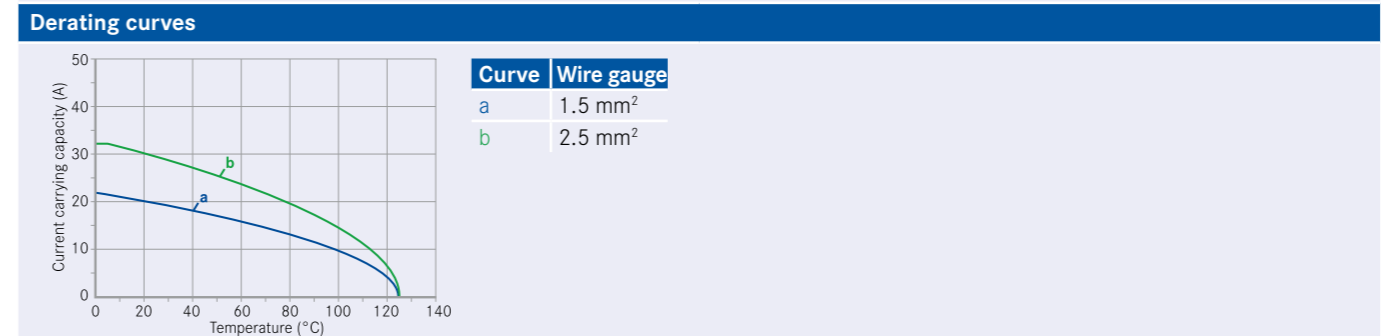 Derating curves
50
40
30
20
10
0
Current carrying capacity (A)
b
a
0 20 40 60 80 100 120 140
Temperature (°C)
Curve Wire gauge
a 1.5 mm²
b 2.5 mm²